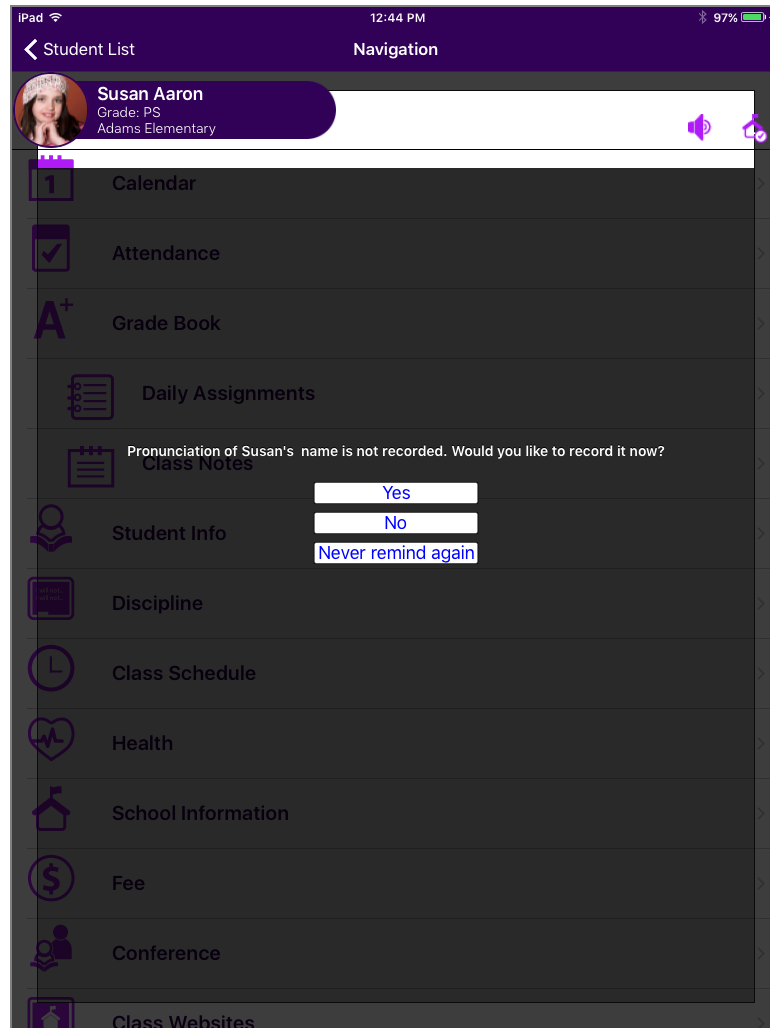 iPad 12:44 PM 97%
Student List Navigation
Susan Aaron
Grade: PS
Adams Elementary
1 Calendar
Attendance
A+ Grade Book
Daily Assignments
Pronunciation of Susan's name is not recorded. Would you like to record it now?
Class Notes
Yes
No
Never remind again
Student Info
Discipline
Class Schedule
Health
School Information
$ Fee
Conference
Class Websites